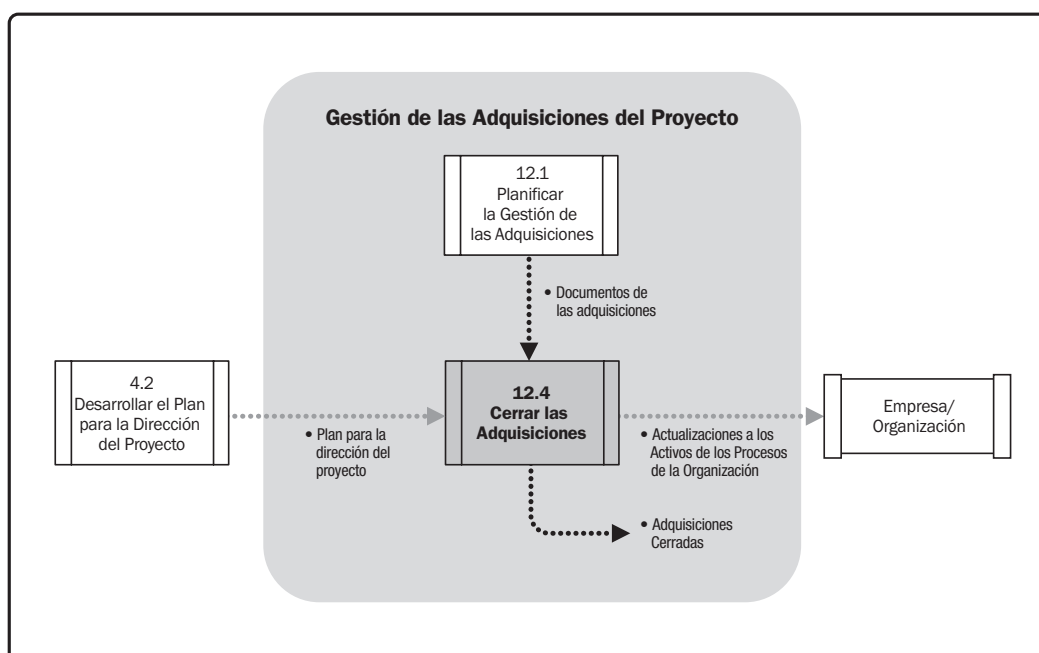 Gestión de las Adquisiciones del Proyecto
12.1
Planificar
la Gestión de
las Adquisiciones
• Documentos de
las adquisiciones
4.2
Desarrollar el Plan
para la Dirección
del Proyecto
• Plan para la
dirección del
proyecto
12.4
Cerrar las
Adquisiciones
• Actualizaciones a los
Activos de los Procesos
de la Organización
Empresa/
Organización
• Adquisiciones
Cerradas